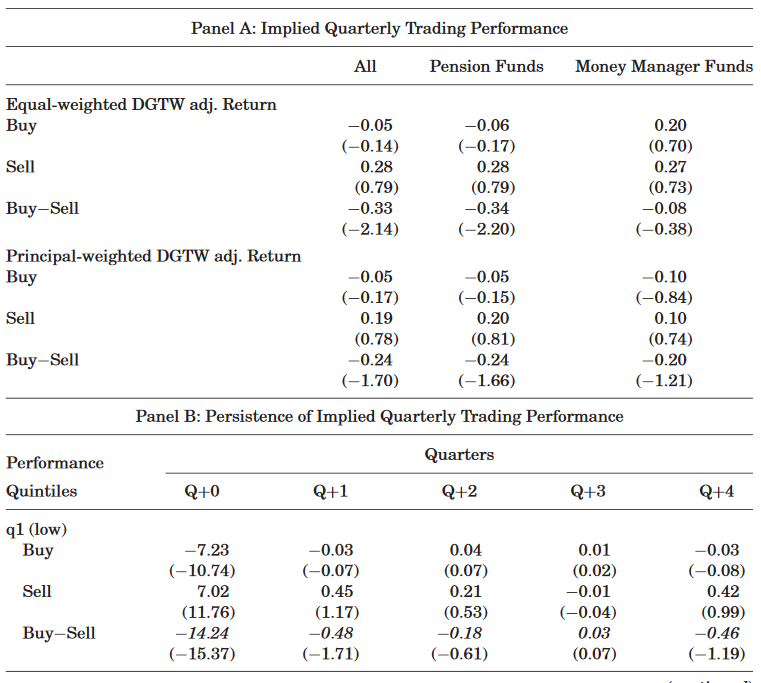 Panel A: Implied Quarterly Trading Performance
All Pension Funds Money Manager Funds
Equal-weighted DGTW adj. Return
Buy −0.05 −0.06 0.20
(−0.14) (−0.17) (0.70)
Sell 0.28 0.28 0.27
(0.79) (0.79) (0.73)
Buy−Sell −0.33 −0.34 −0.08
(−2.14) (−2.20) (−0.38)
Principal-weighted DGTW adj. Return
Buy −0.05 −0.05 −0.10
(−0.17) (−0.15) (−0.84)
Sell 0.19 0.20 0.10
(0.78) (0.81) (0.74)
Buy−Sell −0.24 −0.24 −0.20
(−1.70) (−1.66) (−1.21)
Panel B: Persistence of Implied Quarterly Trading Performance
Performance Quarters
Quintiles Q+0 Q+1 Q+2 Q+3 Q+4
q1 (low)
Buy −7.23 −0.03 0.04 0.01 −0.03
(−10.74) (−0.07) (0.07) (0.02) (−0.08)
Sell 7.02 0.45 0.21 −0.01 0.42
(11.76) (1.17) (0.53) (−0.04) (0.99)
Buy−Sell −14.24 −0.48 −0.18 0.03 −0.46
(−15.37) (−1.71) (−0.61) (0.07) (−1.19)